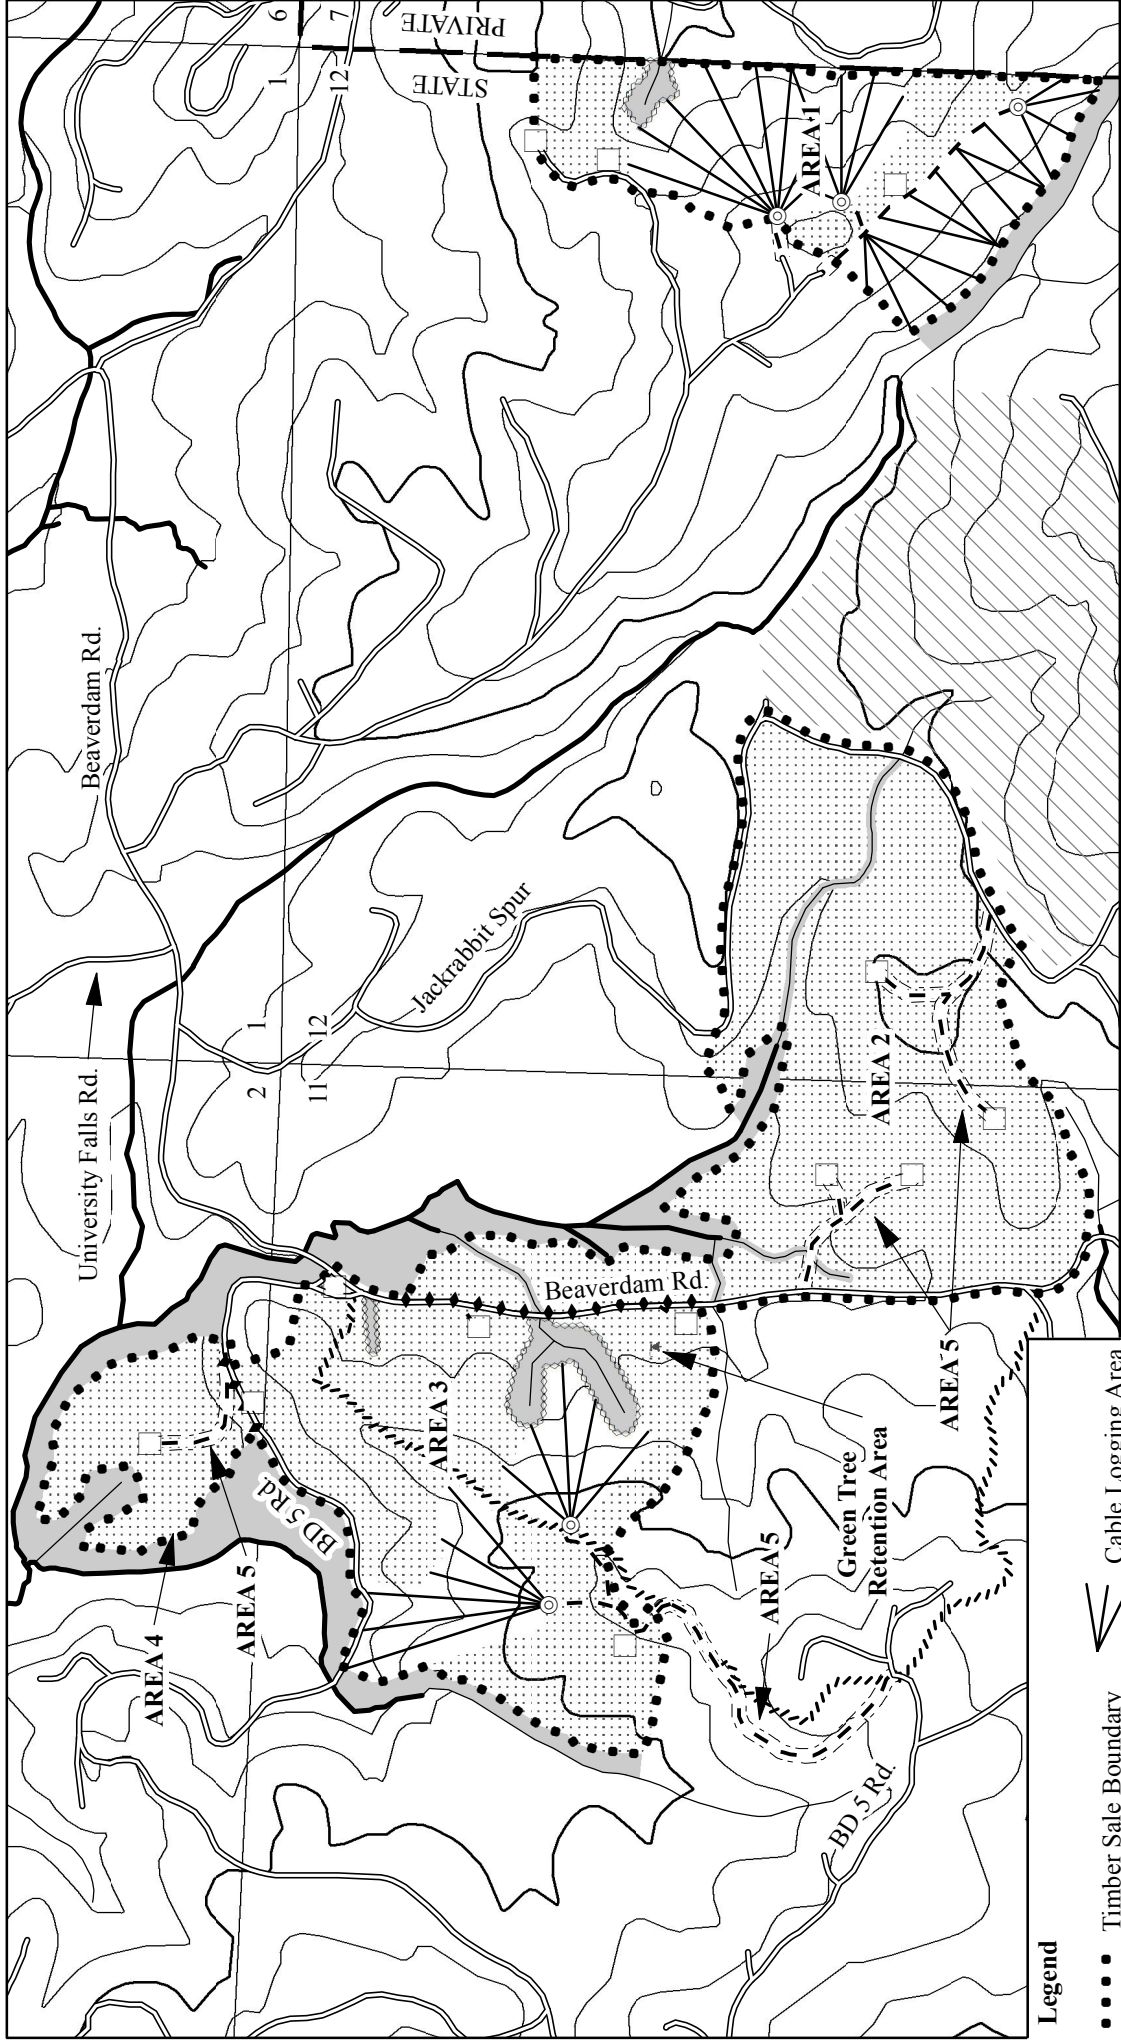 6
7
1
12
PRIVATE
STATE
AREA 1
Beaverdam Rd.
Jackrabbit Spur
University Falls Rd.
1
12
2
11
AREA 2
Beaverdam Rd.
AREA 3
BD 5 Rd
AREA 5
AREA 4
AREA 5
Green Tree
Retention Area
AREA 5
BD 5 Rd.
Legend
Timber Sale Boundary
Cable Logging Area